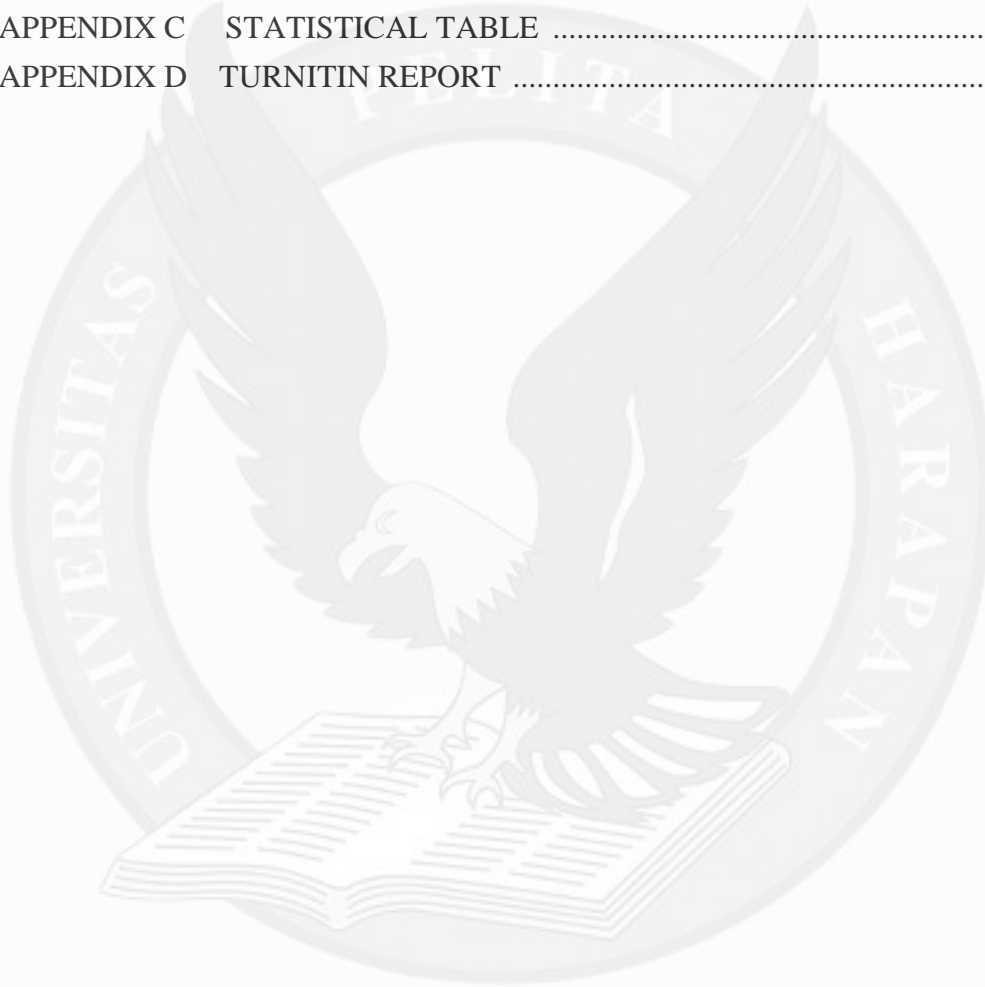 APPENDIX C STATISTICAL TABLE ........................................................
APPENDIX D TURNITIN REPORT .............................................................
PELITA
UNIVERSITAS
HARAPAN